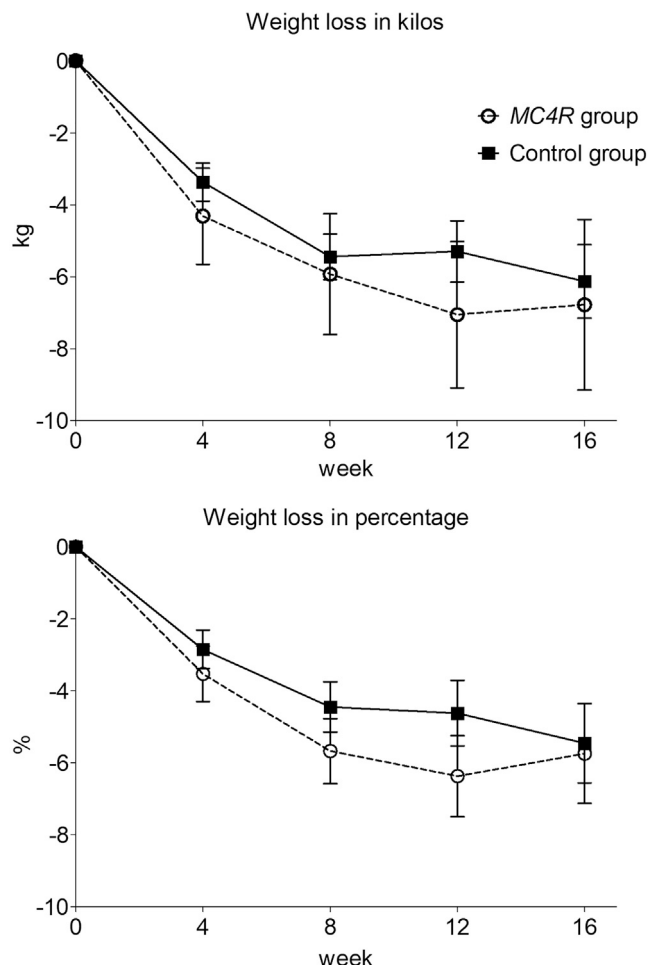 Weight loss in kilos
0
-2
-4
-6
-8
-10
kg
MC4R group
Control group
0 4 8 12 16
week
Weight loss in percentage
0
-2
-4
-6
-8
-10
%
0 4 8 12 16
week